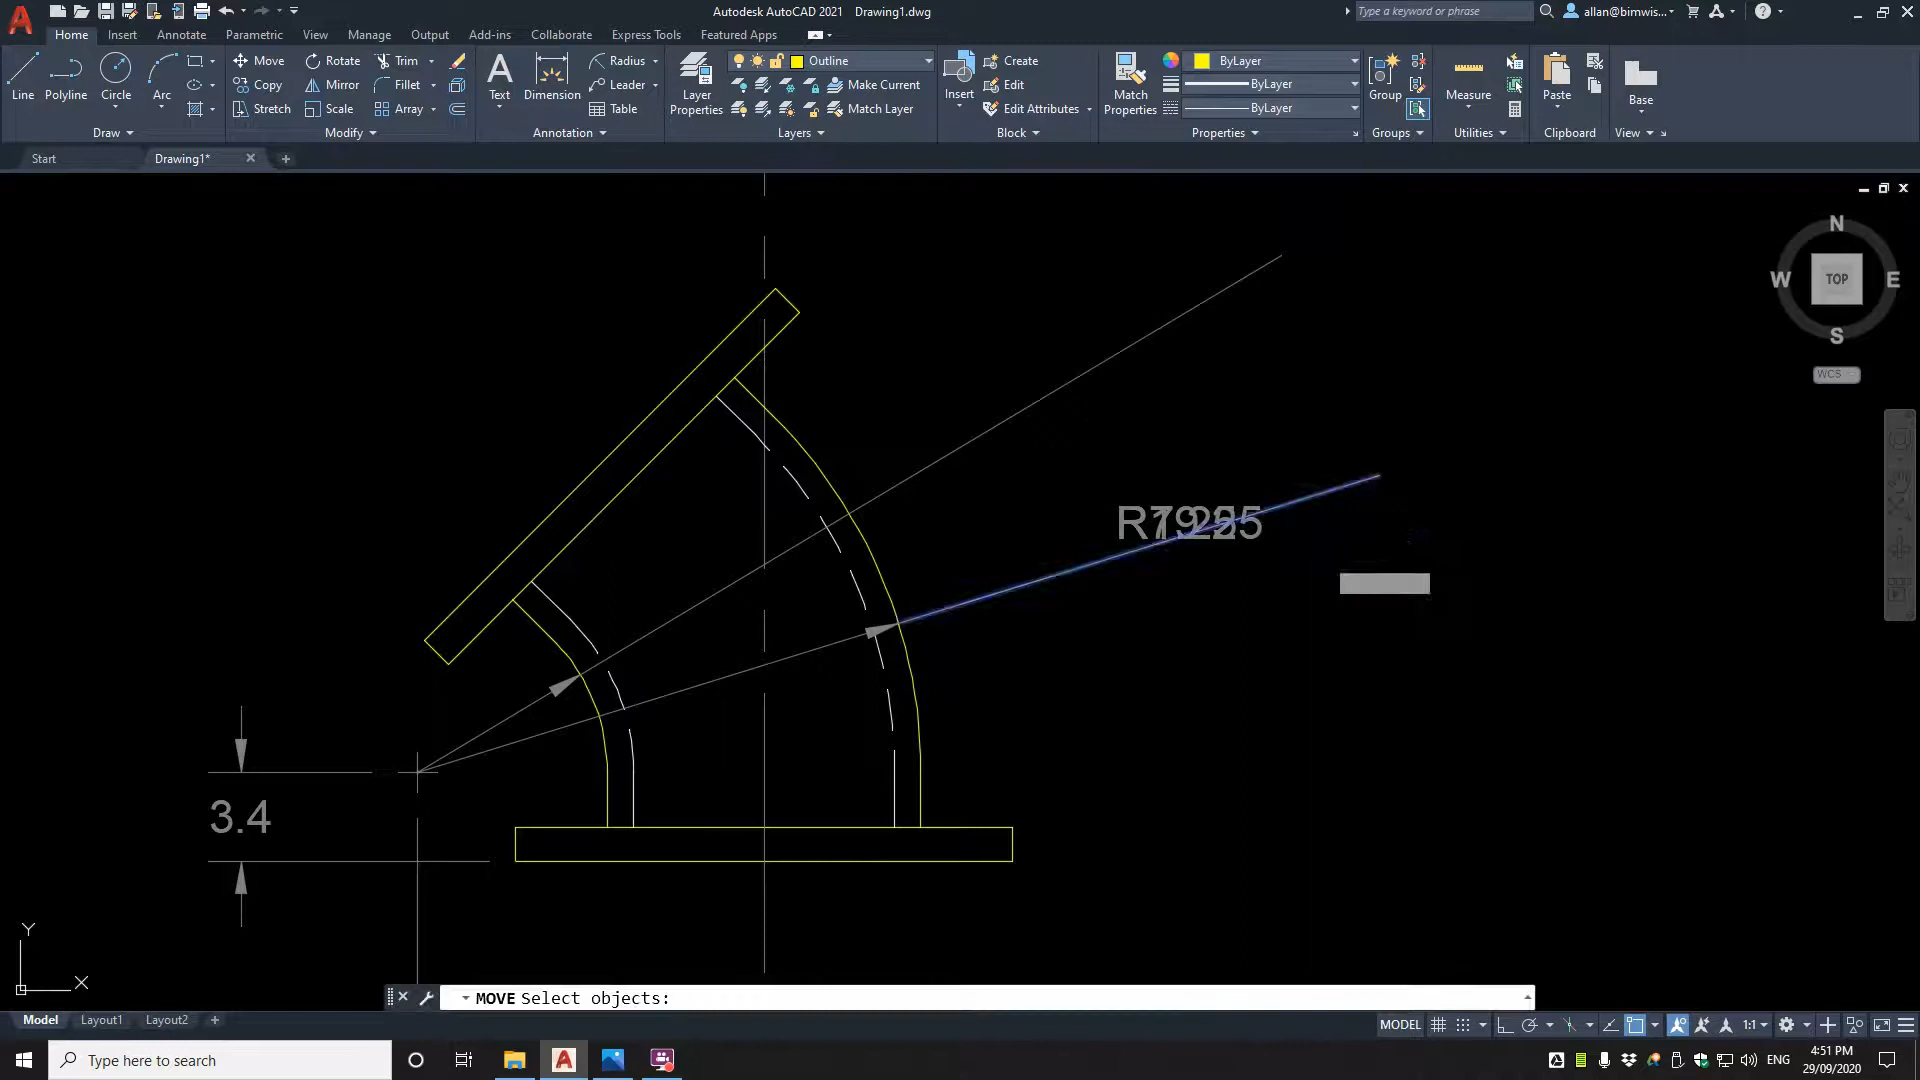 Autodesk AutoCAD 2021 Drawing1.dwg
Type a keyword or phrase
allan@bimwis...
Home Insert Annotate Parametric View Manage Output Add-ins Collaborate Express Tools Featured Apps
Line Polyline Circle Arc
Draw
Move Rotate Trim
Copy Mirror Fillet
Stretch Scale Array
Modify
Text Dimension
Radius
Leader
Table
Annotation
Layer Properties
Outline
Make Current
Match Layer
Layers
Insert
Create
Edit
Edit Attributes
Block
Match Properties
ByLayer
ByLayer
ByLayer
Properties
Group
Groups
Measure
Utilities
Paste
Clipboard
Base
View
Start Drawing1*
N
W TOP E
S
WCS
3.4
Y
X
MOVE Select objects:
Model Layout1 Layout2
MODEL 1:1
Type here to search
ENG
4:51 PM
29/09/2020